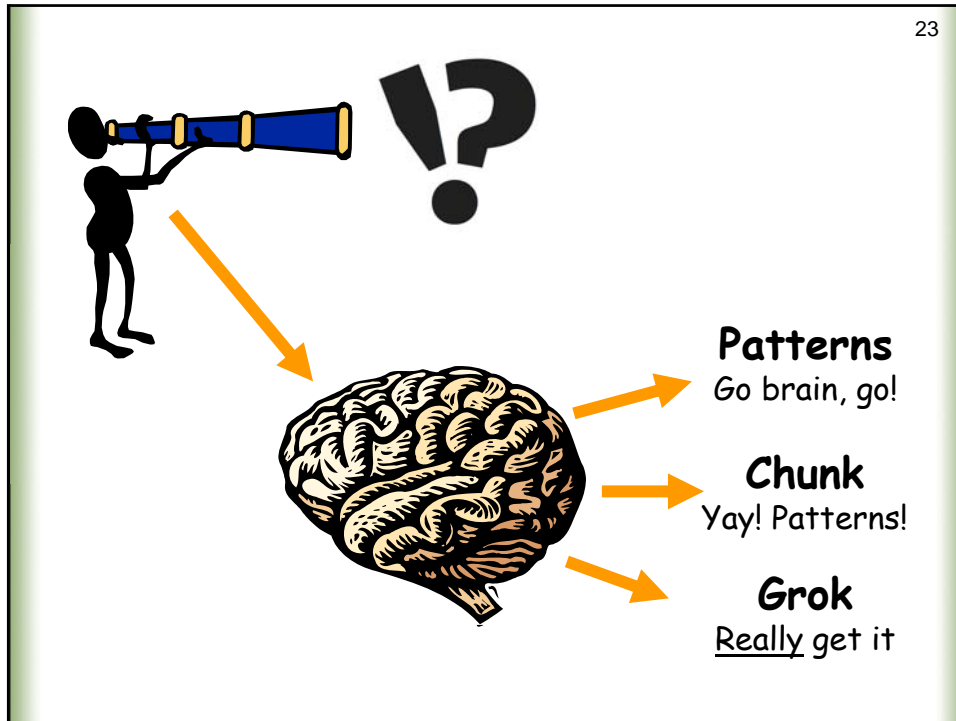 23
!?
Patterns
Go brain, go!
Chunk
Yay! Patterns!
Grok
Really get it